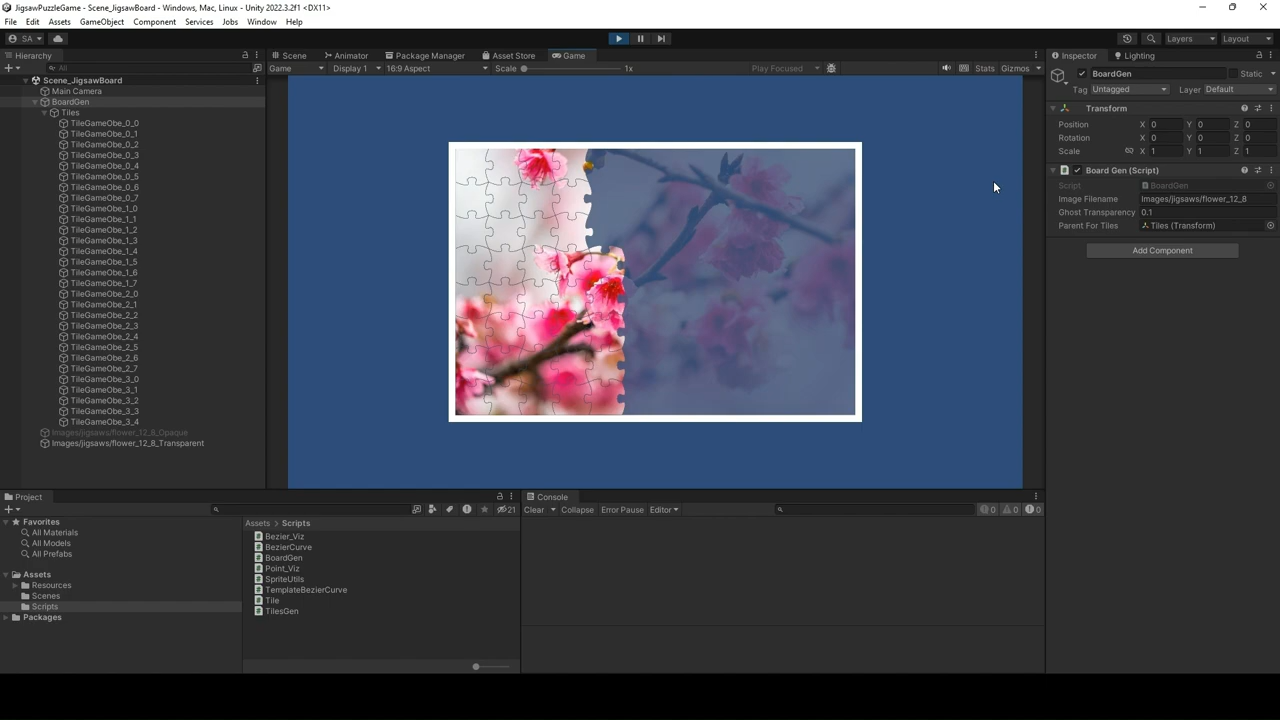 JigsawPuzzleGame - Scene_JigsawBoard - Windows, Mac, Linux - Unity 2022.3.2f1 <DX11>
File Edit Assets GameObject Component Services Jobs Window Help
SA Layers Layout
Hierarchy Scene Animator Package Manager Asset Store Game Inspector Lighting
All Game Display 1 16:9 Aspect Scale 1x Play Focused Stats Gizmos BoardGen Static
Scene_JigsawBoard
Main Camera Tag Untagged Layer Default
BoardGen
Tiles Transform
TileGameObe_0_0 Position X 0 Y 0 Z 0
TileGameObe_0_1 Rotation X 0 Y 0 Z 0
TileGameObe_0_2 Scale X 1 Y 1 Z 1
TileGameObe_0_3
TileGameObe_0_4 Board Gen (Script)
TileGameObe_0_5
TileGameObe_0_6 Script BoardGen
TileGameObe_0_7 Image Filename Images/jigsaws/flower_12_8
TileGameObe_1_0 Ghost Transparency 0.1
TileGameObe_1_1 Parent For Tiles Tiles (Transform)
TileGameObe_1_2
TileGameObe_1_3 Add Component
TileGameObe_1_4
TileGameObe_1_5
TileGameObe_1_6
TileGameObe_1_7
TileGameObe_2_0
TileGameObe_2_1
TileGameObe_2_2
TileGameObe_2_3
TileGameObe_2_4
TileGameObe_2_5
TileGameObe_2_6
TileGameObe_2_7
TileGameObe_3_0
TileGameObe_3_1
TileGameObe_3_2
TileGameObe_3_3
TileGameObe_3_4
Images/jigsaws/flower_12_8_Opaque
Images/jigsaws/flower_12_8_Transparent
Project Console
21 Clear Collapse Error Pause Editor 0 0 0
Favorites Assets > Scripts
All Materials Bezier_Viz
All Models BezierCurve
All Prefabs BoardGen
Point_Viz
Assets SpriteUtils
Resources TemplateBezierCurve
Scenes Tile
Scripts TilesGen
Packages